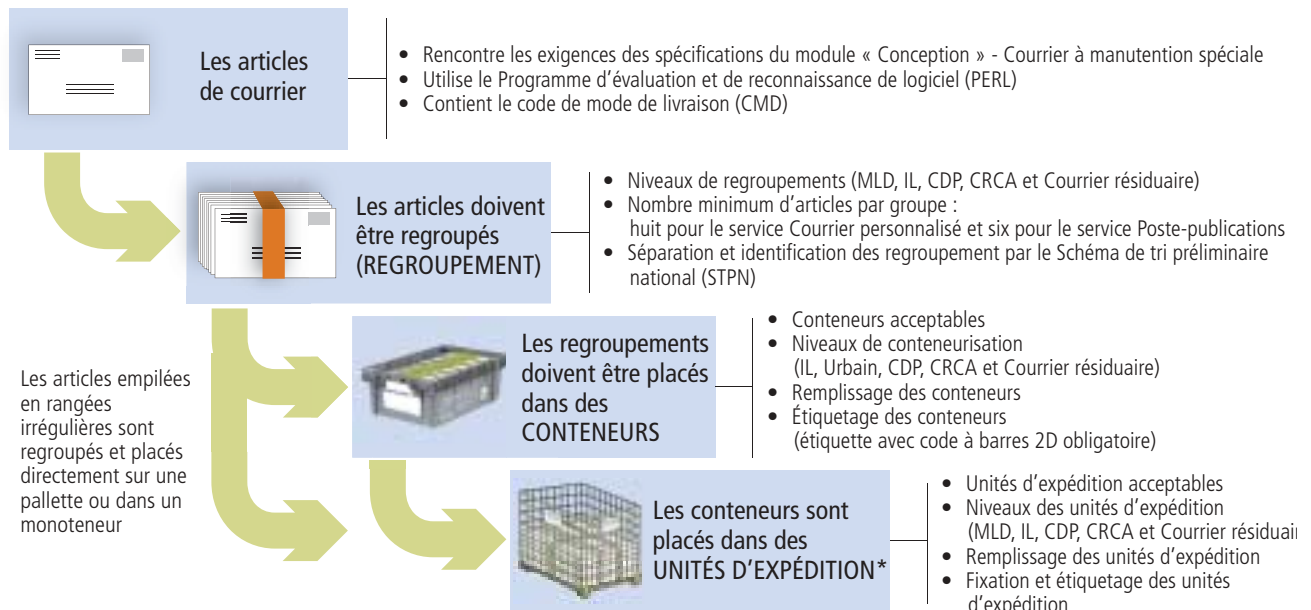 Les articles
de courrier
• Rencontre les exigences des spécifications du module « Conception » - Courrier à manutention spéciale
• Utilise le Programme d'évaluation et de reconnaissance de logiciel (PERL)
• Contient le code de mode de livraison (CMD)
Les articles doivent
être regroupés
(REGROUPEMENT)
• Niveaux de regroupements (MLD, IL, CDP, CRCA et Courrier résiduaire)
• Nombre minimum d'articles par groupe :
huit pour le service Courrier personnalisé et six pour le service Poste-publications
• Séparation et identification des regroupement par le Schéma de tri préliminaire
national (STPN)
Les regroupements
doivent être placés
dans des
CONTENEURS
• Conteneurs acceptables
• Niveaux de conteneurisation
(IL, Urbain, CDP, CRCA et Courrier résiduaire)
• Remplissage des conteneurs
• Étiquetage des conteneurs
(étiquette avec code à barres 2D obligatoire)
Les articles empilées
en rangées
irrégulières sont
regroupés et placés
directement sur une
pallette ou dans un
monoteneur
Les conteneurs sont
placés dans des
UNITÉS D'EXPÉDITION*
• Unités d'expédition acceptables
• Niveaux des unités d'expédition
(MLD, IL, CDP, CRCA et Courrier résiduai
• Remplissage des unités d'expédition
• Fixation et étiquetage des unités
d'expédition